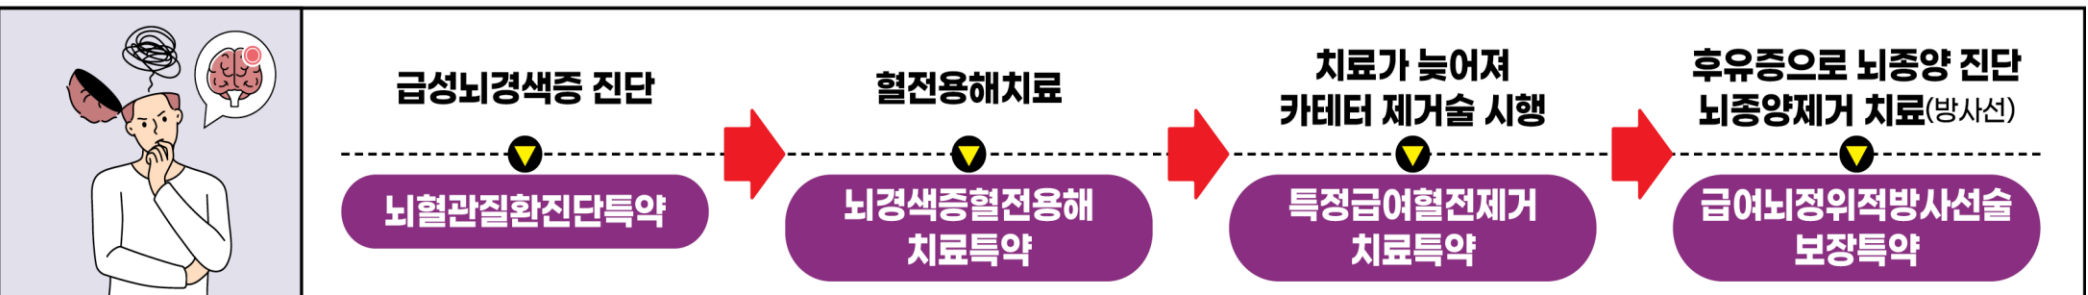 급성뇌경색증 진단
뇌혈관질환진단특약
혈전용해치료
뇌경색증혈전용해
치료특약
치료가 늦어져
카테터 제거술 시행
특정급여혈전제거
치료특약
후유증으로 뇌종양 진단
뇌종양제거 치료(방사선)
급여뇌정위적방사선술
보장특약